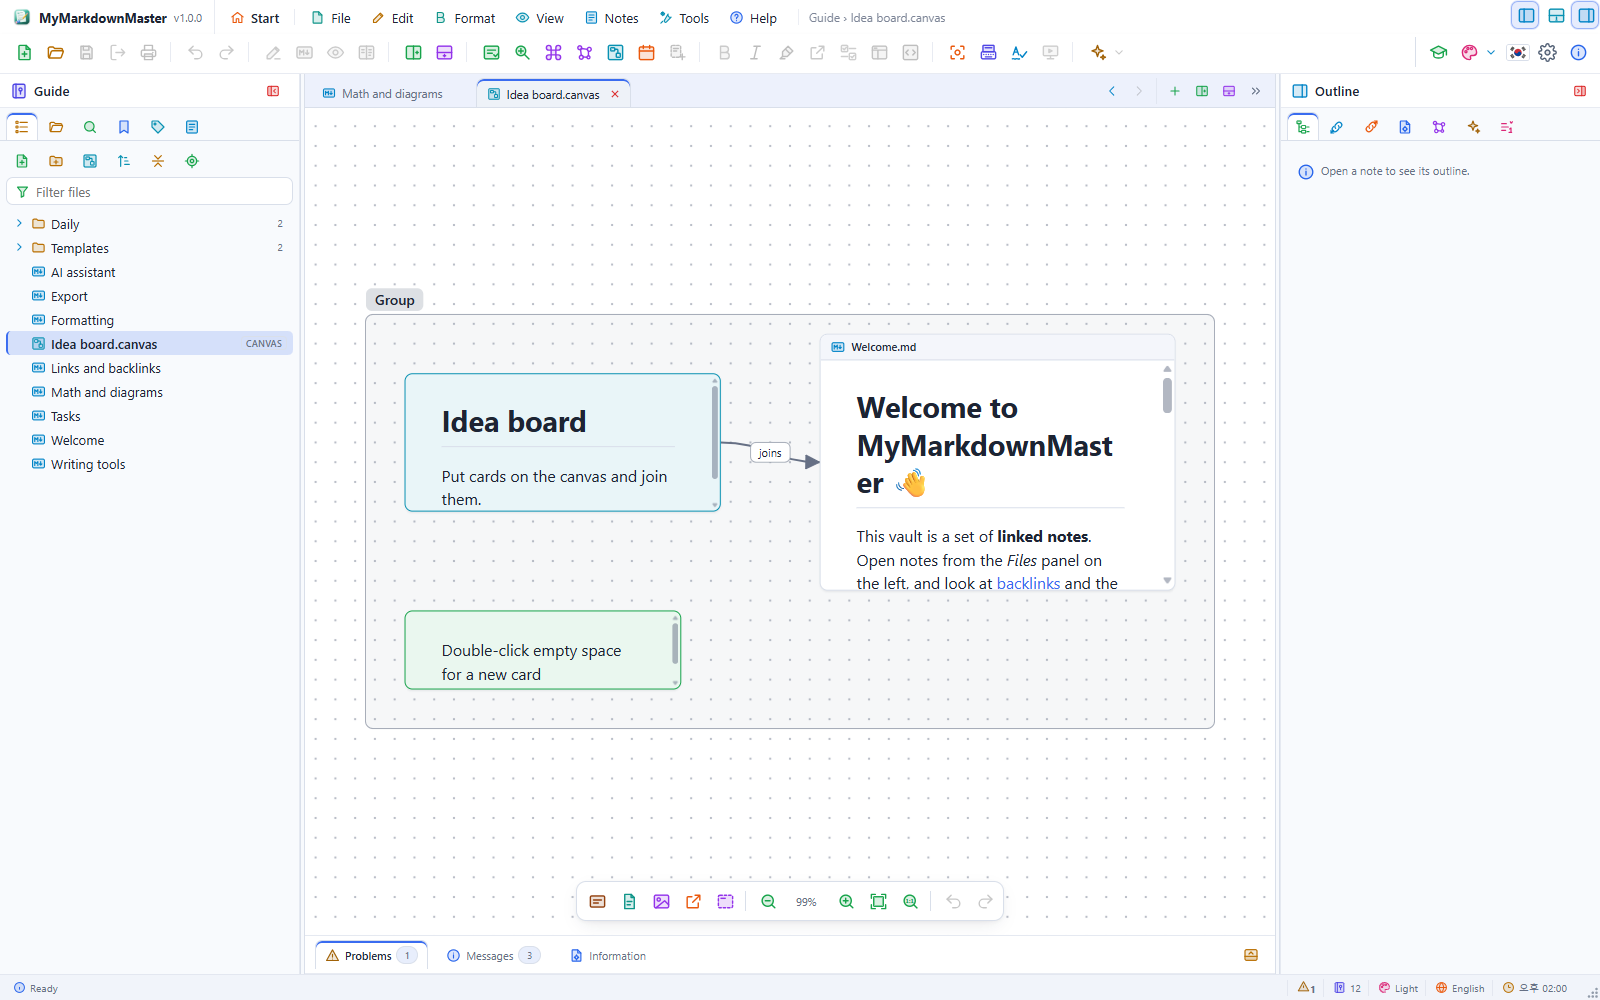 MyMarkdownMaster v1.0.0
Start
File
Edit
Format
View
Notes
Tools
Help
Guide › Idea board.canvas
Guide
Filter files
Daily 2
Templates 2
AI assistant
Export
Formatting
Idea board.canvas CANVAS
Links and backlinks
Math and diagrams
Tasks
Welcome
Writing tools
Math and diagrams
Idea board.canvas
Group
Idea board
Put cards on the canvas and join
them.
joins
Welcome.md
Welcome to
MyMarkdownMast
er 👋
This vault is a set of linked notes.
Open notes from the Files panel on
the left, and look at backlinks and the
Double-click empty space
for a new card
99%
Problems 1
Messages 3
Information
Outline
Open a note to see its outline.
Ready
1
12
Light
English
오후 02:00